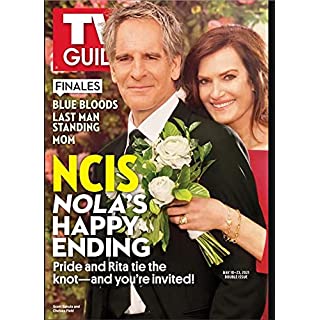 TV
GUID
FINALES
BLUE BLOODS
LAST MAN
STANDING
MOM
NCIS
NOLA'S
HAPPY
ENDING
Pride and Rita tie the
knot—and you're invited!
MAY 10–23, 2021
DOUBLE ISSUE
Scott Bakula and
Chelsea Field